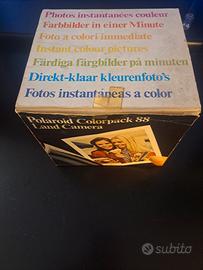 Photos instantanées couleur
Farbbilder in einer Minute
Foto a colori immediate
Instant colour pictures
Färdiga färgbilder på minuten
Direkt-klaar kleurenfoto's
Fotos instantaneas a color
Polaroid Colorpack 88
Land Camera
subito